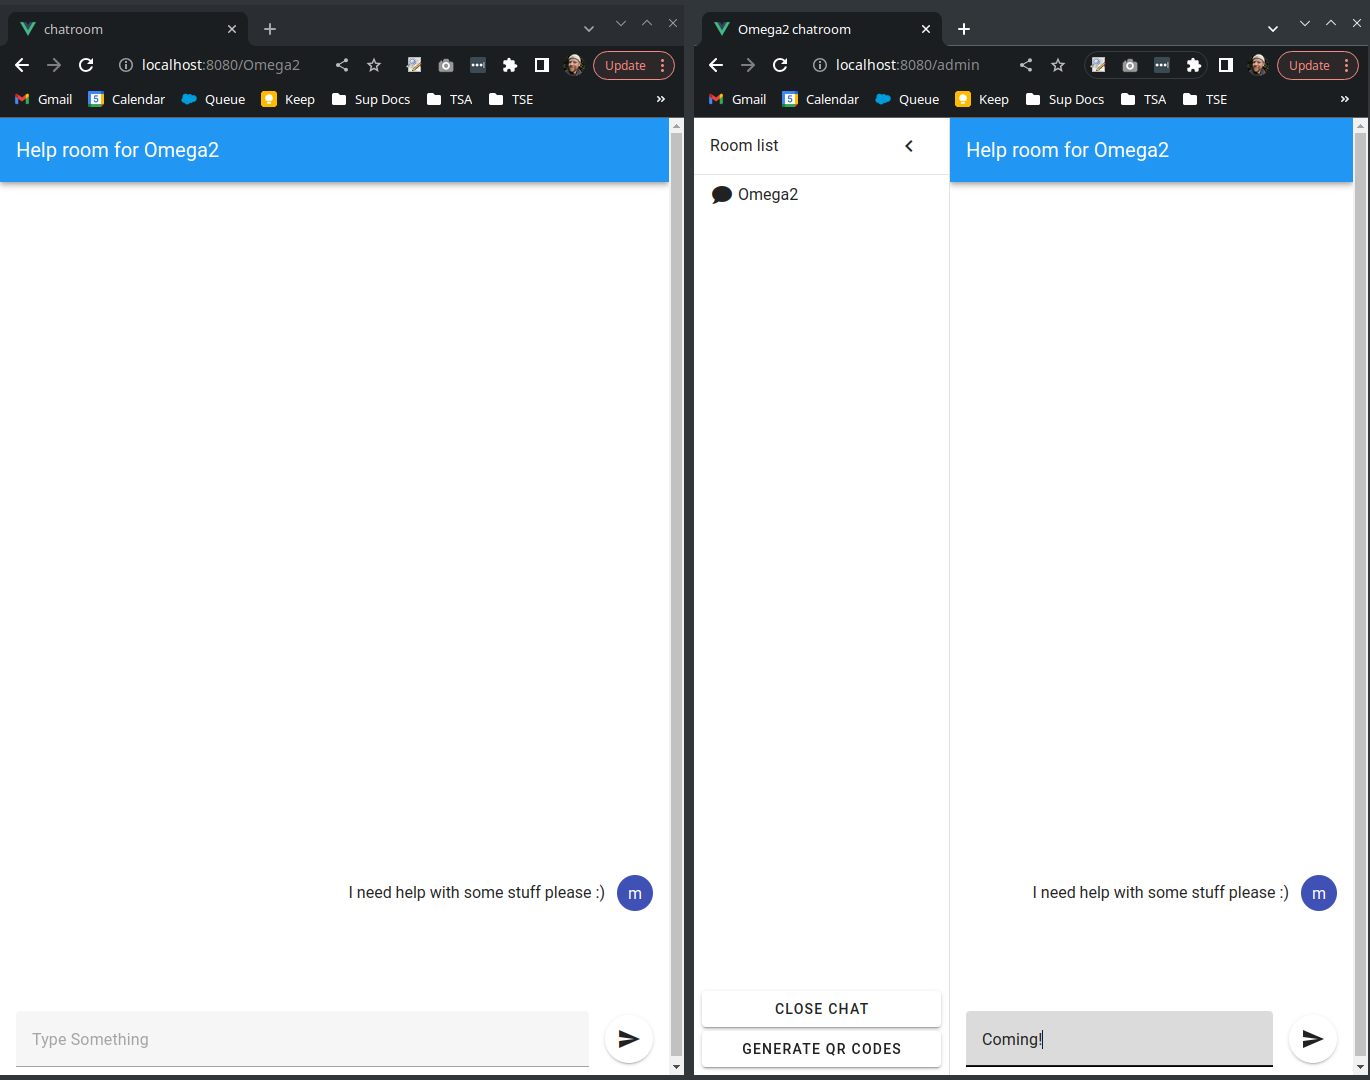 chatroom
localhost:8080/Omega2
Update
Gmail
5
Calendar
Queue
Keep
Sup Docs
TSA
TSE
»
Help room for Omega2
I need help with some stuff please :)
m
Type Something
Omega2 chatroom
localhost:8080/admin
Update
Gmail
5
Calendar
Queue
Keep
Sup Docs
TSA
TSE
»
Room list
Omega2
CLOSE CHAT
GENERATE QR CODES
Help room for Omega2
I need help with some stuff please :)
m
Coming!